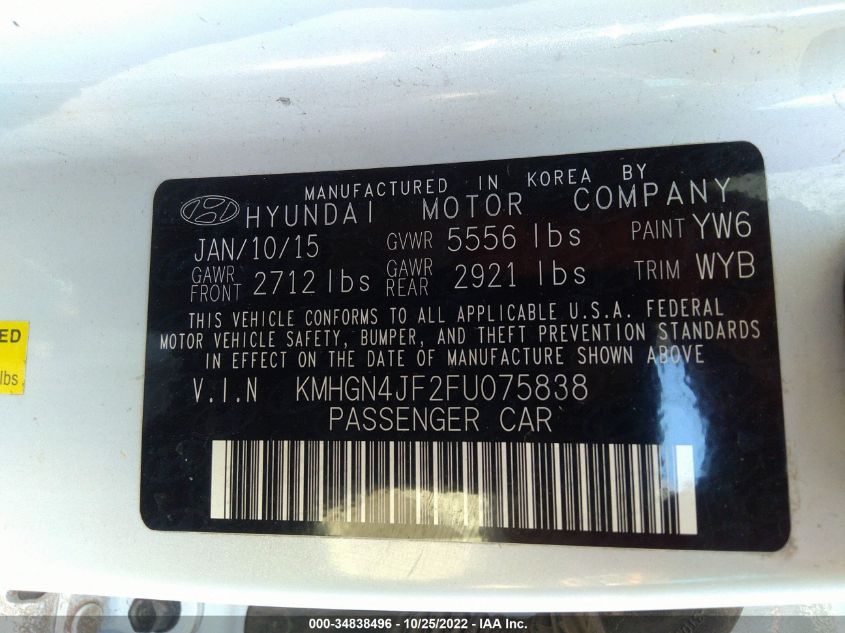 MANUFACTURED IN KOREA BY
HYUNDAI MOTOR COMPANY
JAN/10/15 GVWR 5556 lbs PAINT YW6
GAWR FRONT 2712 lbs GAWR REAR 2921 lbs TRIM WYB
THIS VEHICLE CONFORMS TO ALL APPLICABLE U.S.A. FEDERAL
MOTOR VEHICLE SAFETY, BUMPER, AND THEFT PREVENTION STANDARDS
IN EFFECT ON THE DATE OF MANUFACTURE SHOWN ABOVE
V.I.N KMHGN4JF2FU075838
PASSENGER CAR
lbs
000-34838496 - 10/25/2022 - © IAA Inc.